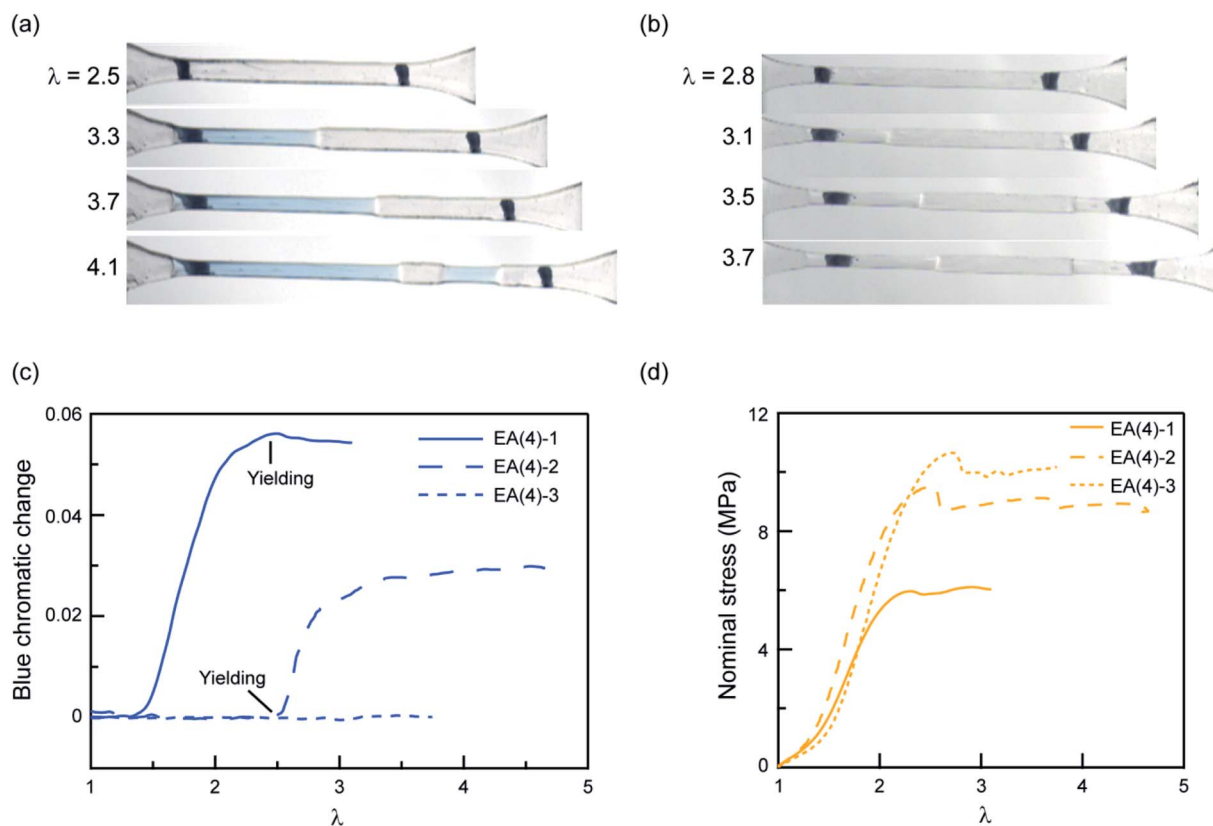 (a)
λ = 2.5
3.3
3.7
4.1
(b)
λ = 2.8
3.1
3.5
3.7
(c)
0.06
0.04
0.02
0
Blue chromatic change
1 2 3 4 5
λ
Yielding
Yielding
EA(4)-1
EA(4)-2
EA(4)-3
(d)
12
8
4
0
Nominal stress (MPa)
1 2 3 4 5
λ
EA(4)-1
EA(4)-2
EA(4)-3